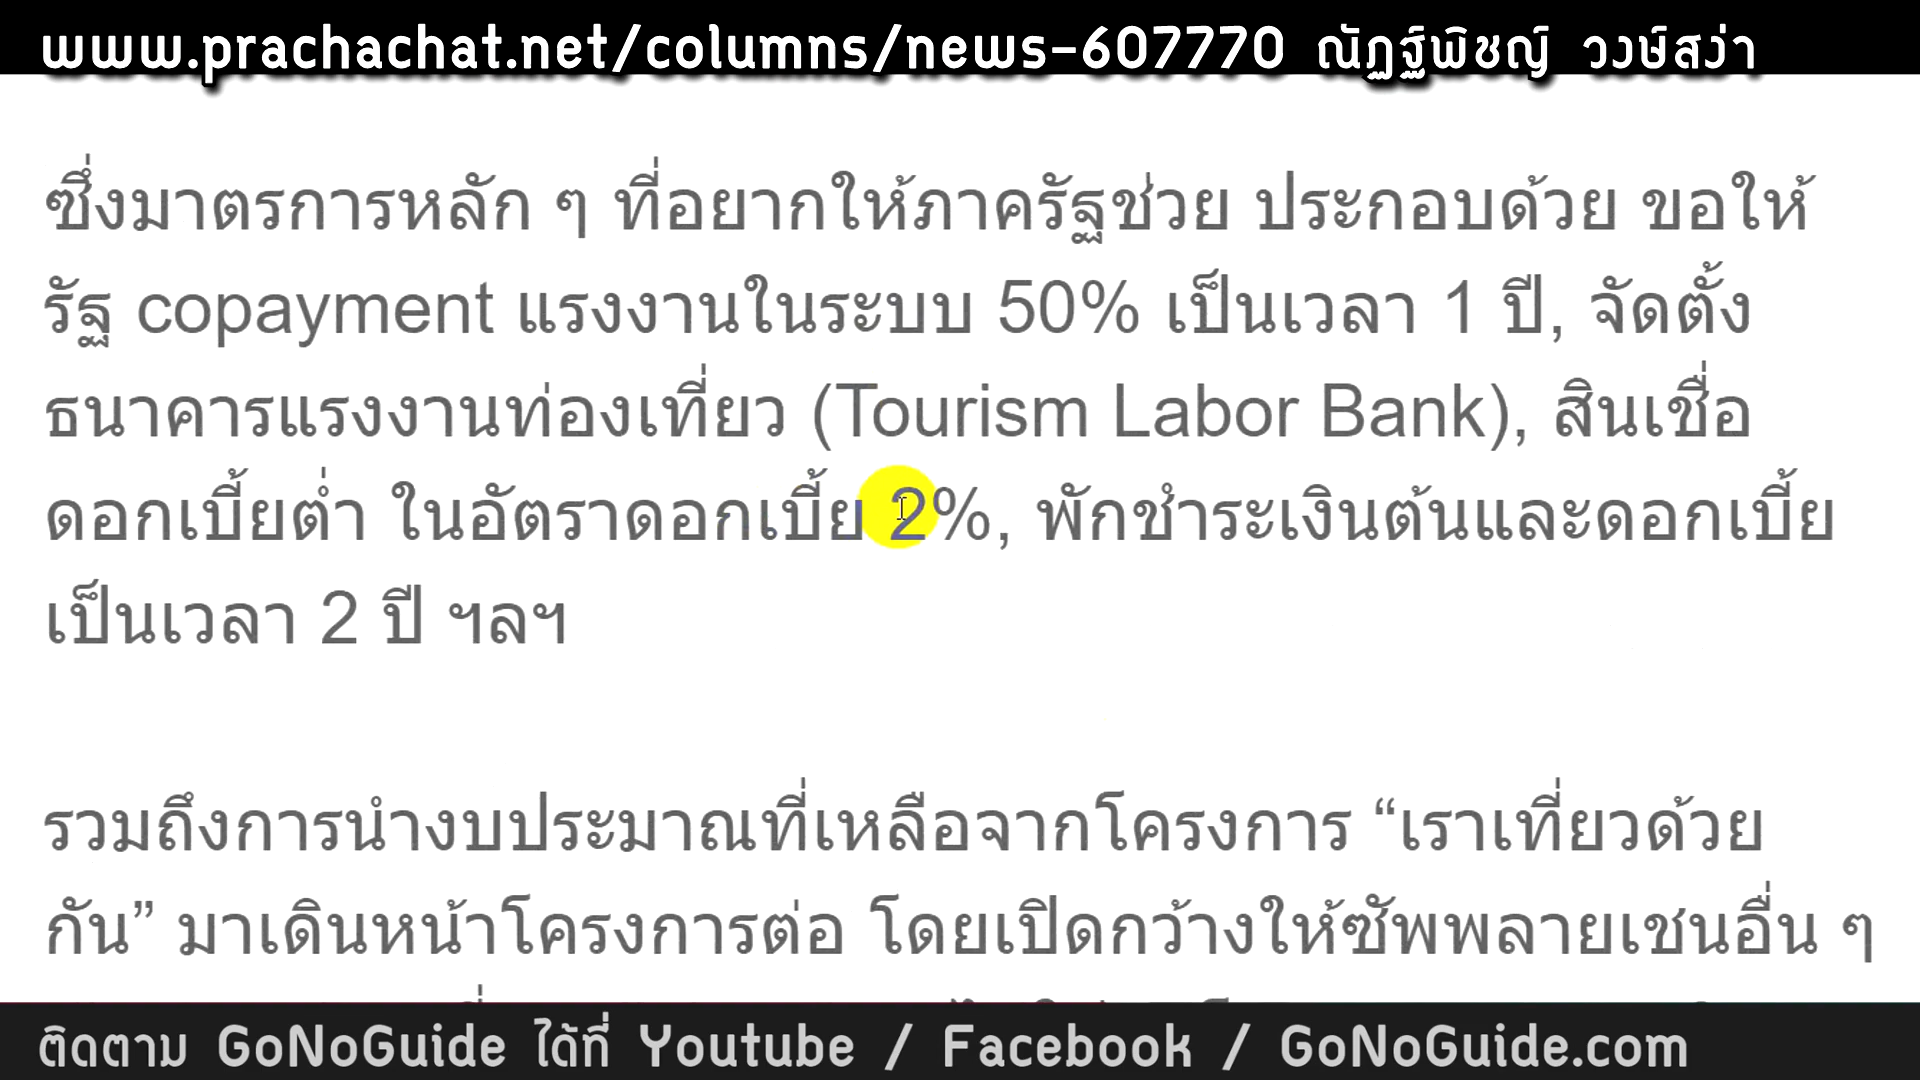 www.prachachat.net/columns/news-607770 ณัฏฐ์พิชญ์ วงษ์สง่า
ซึ่งมาตรการหลัก ๆ ที่อยากให้ภาครัฐช่วย ประกอบด้วย ขอให้
รัฐ copayment แรงงานในระบบ 50% เป็นเวลา 1 ปี, จัดตั้ง
ธนาคารแรงงานท่องเที่ยว (Tourism Labor Bank), สินเชื่อ
ดอกเบี้ยต่ำ ในอัตราดอกเบี้ย 2%, พักชำระเงินต้นและดอกเบี้ย
เป็นเวลา 2 ปี ฯลฯ
รวมถึงการนำงบประมาณที่เหลือจากโครงการ “เราเที่ยวด้วย
กัน” มาเดินหน้าโครงการต่อ โดยเปิดกว้างให้ซัพพลายเชนอื่น ๆ
ติดตาม GoNoGuide ได้ที่ Youtube / Facebook / GoNoGuide.com